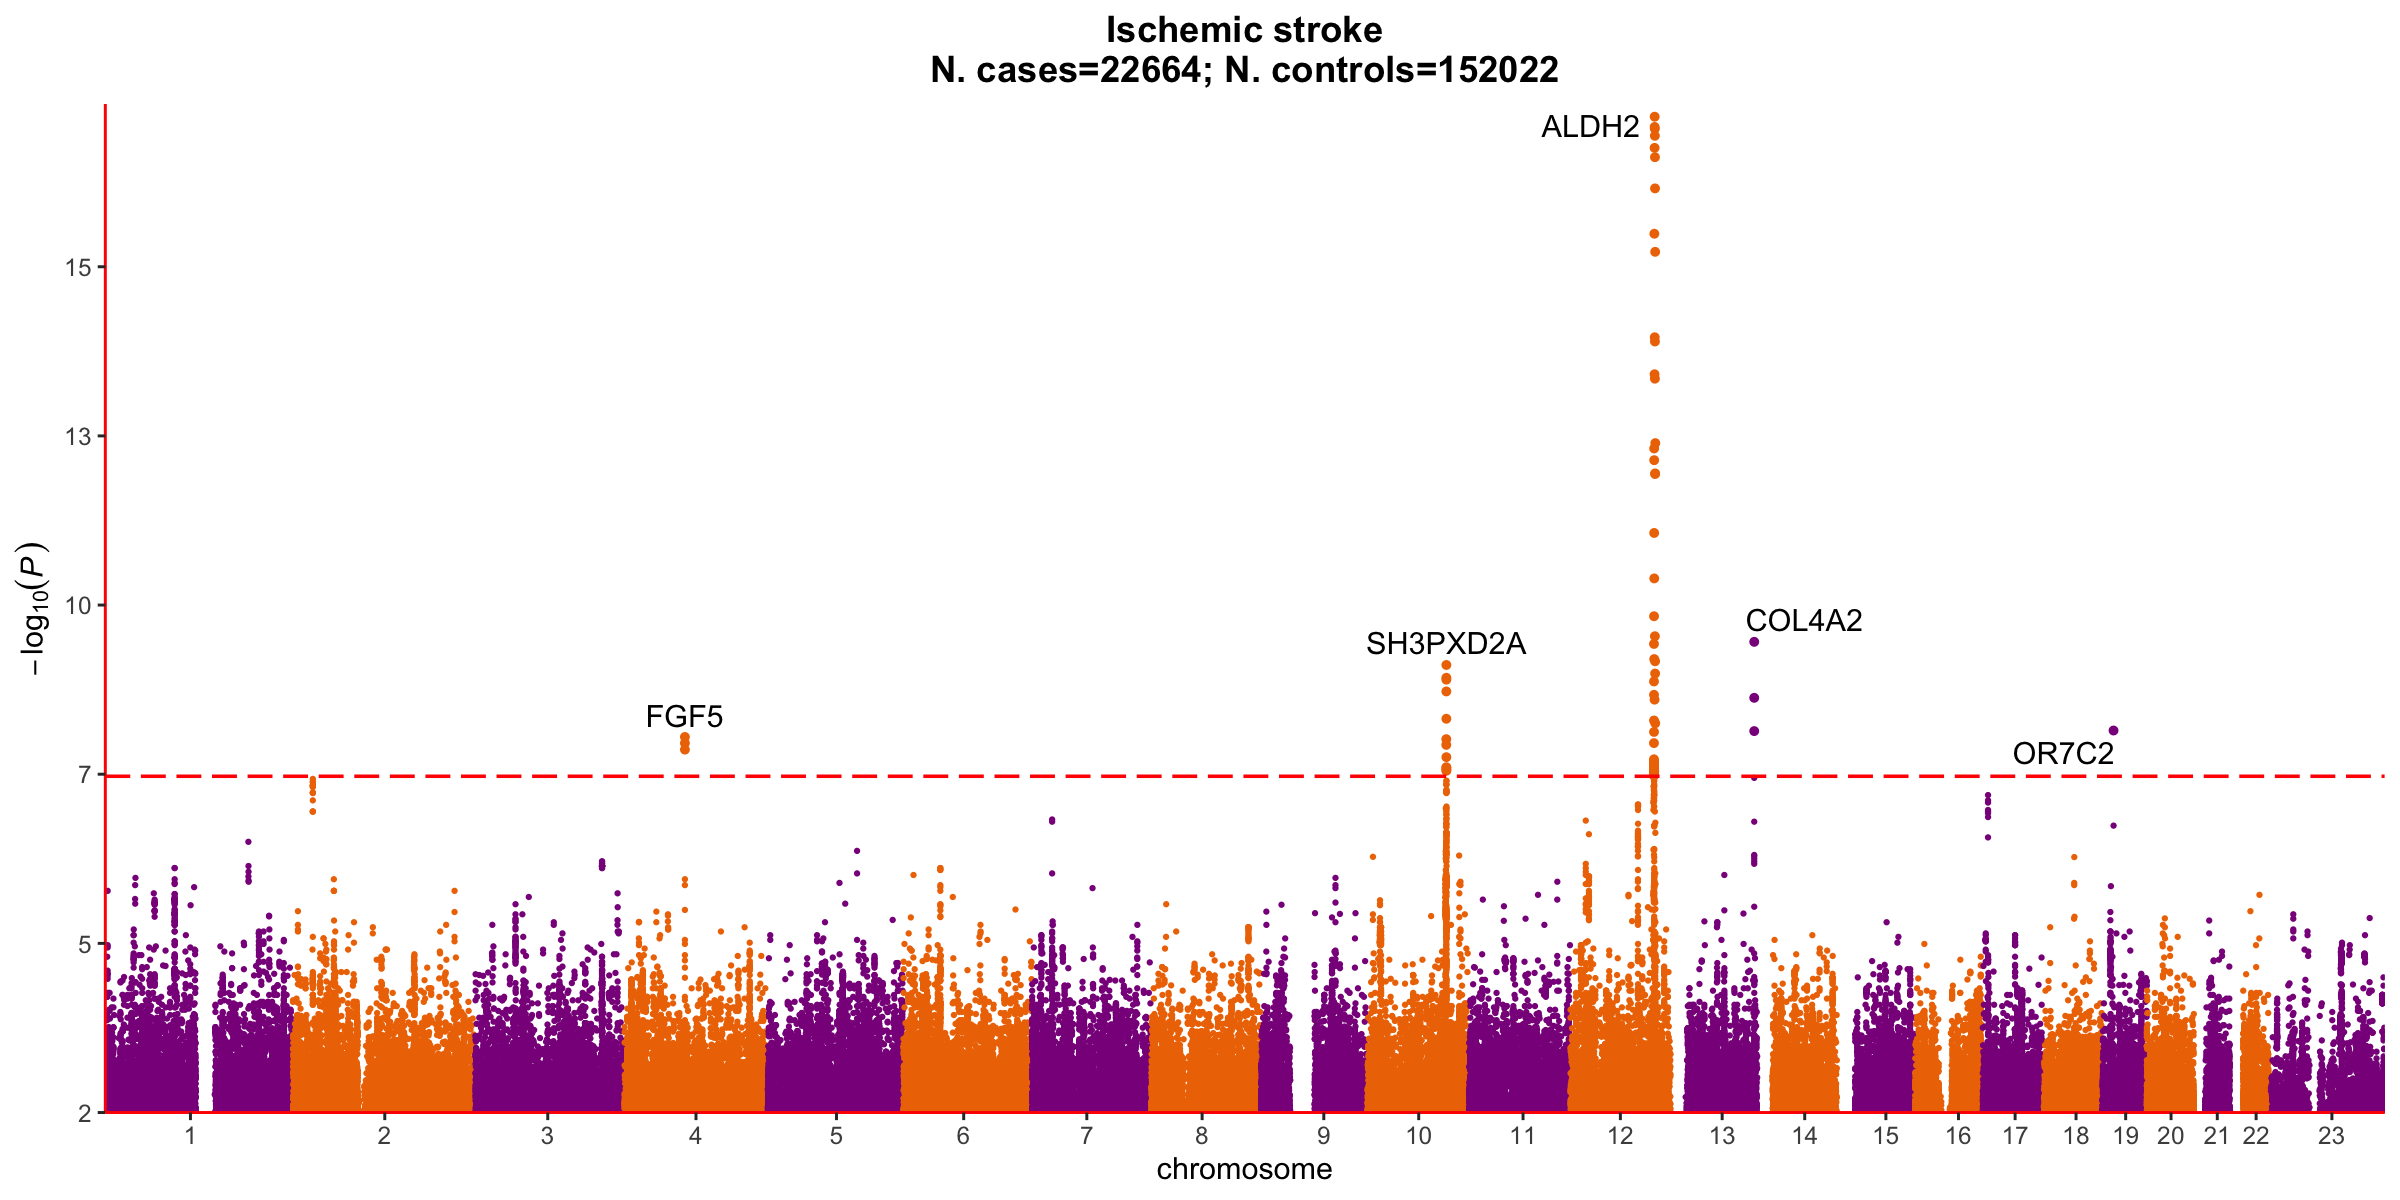 Ischemic stroke
N. cases=22664; N. controls=152022
ALDH2
15
13
−log₁₀(P)
10
COL4A2
SH3PXD2A
FGF5
OR7C2
7
5
2
1 2 3 4 5 6 7 8 9 10 11 12 13 14 15 16 17 18 19 20 21 22 23
chromosome